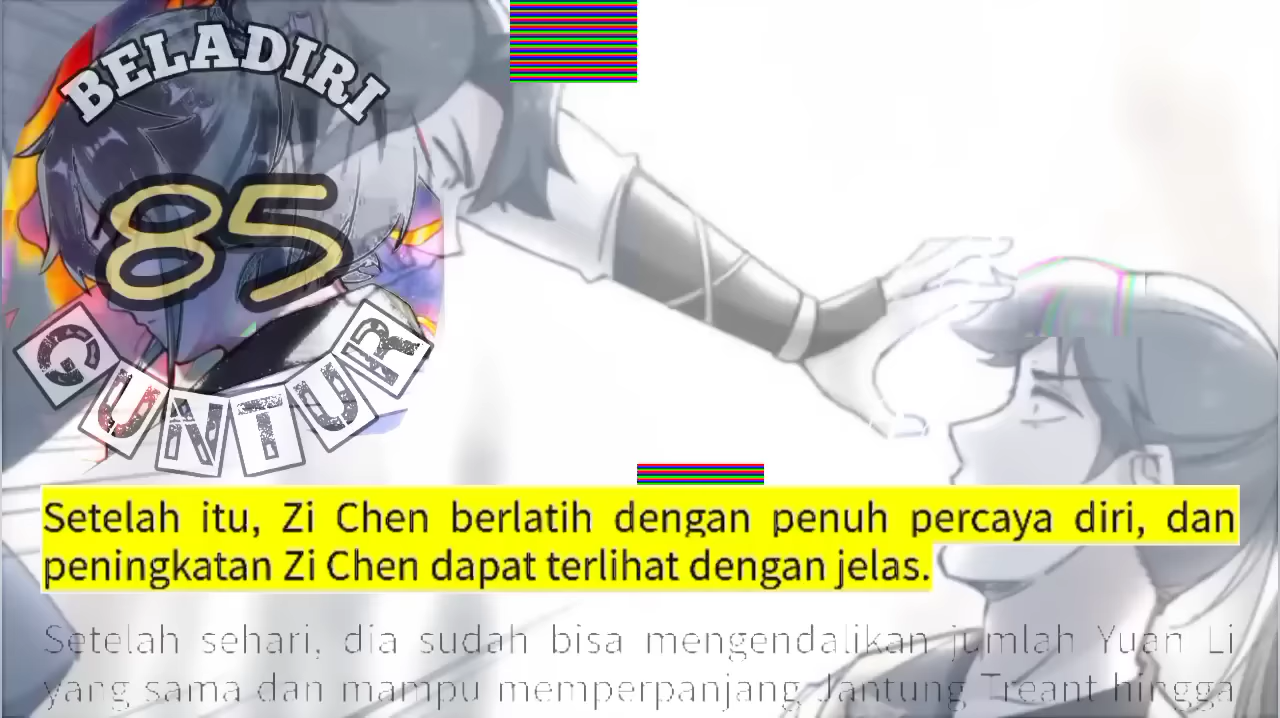 BELADIRI
85
GUNTUR
Setelah itu, Zi Chen berlatih dengan penuh percaya diri, dan
peningkatan Zi Chen dapat terlihat dengan jelas.
Setelah sehari, dia sudah bisa mengendalikan jumlah Yuan Li
yang sama dan mampu memperpanjang Jantung Treant hingga